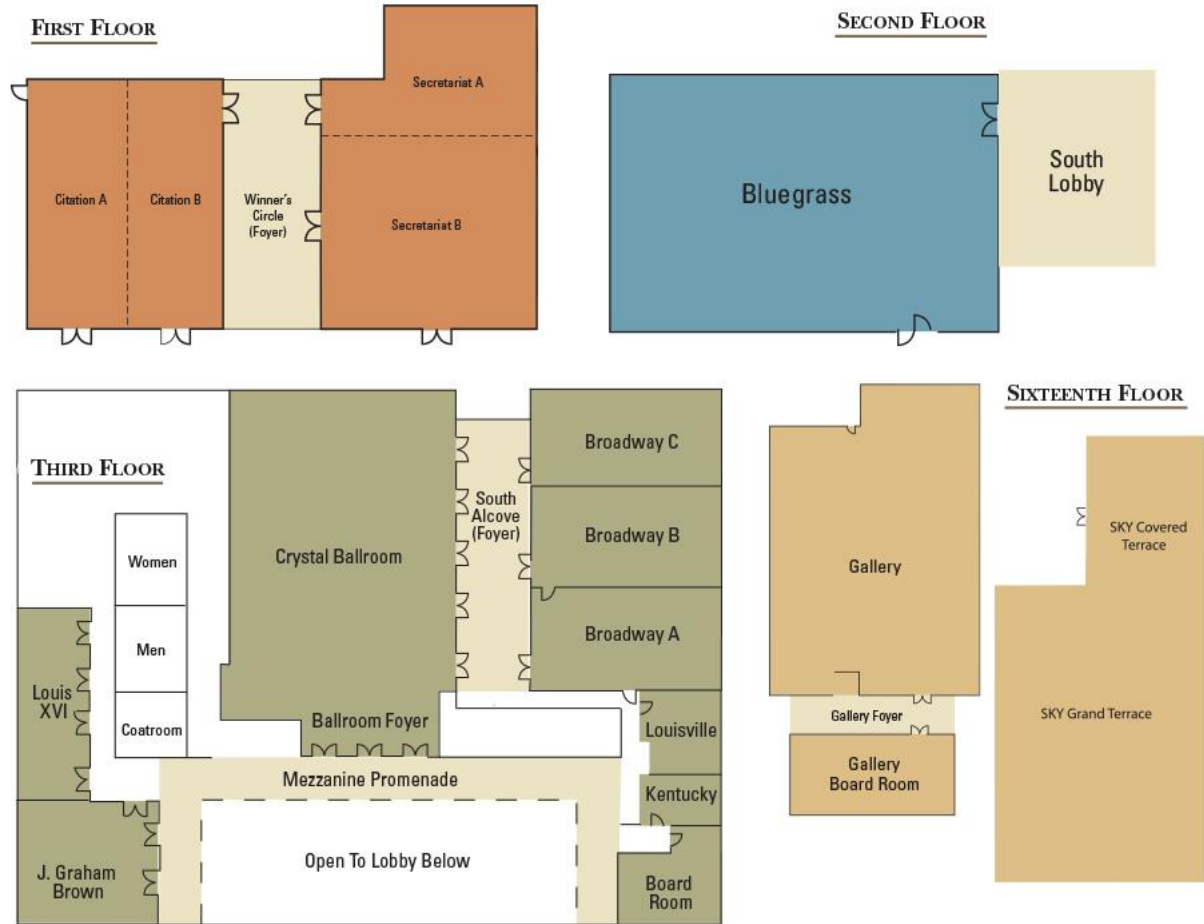 FIRST FLOOR
Secretariat A
Citation A
Citation B
Winner's
Circle
(Foyer)
Secretariat B
SECOND FLOOR
Bluegrass
South
Lobby
THIRD FLOOR
Women
Men
Coatroom
Louis
XVI
J. Graham
Brown
Crystal Ballroom
Ballroom Foyer
South
Alcove
(Foyer)
Broadway C
Broadway B
Broadway A
Louisville
Kentucky
Board
Room
Mezzanine Promenade
Open To Lobby Below
SIXTEENTH FLOOR
Gallery
Gallery Foyer
Gallery
Board Room
SKY Covered
Terrace
SKY Grand Terrace